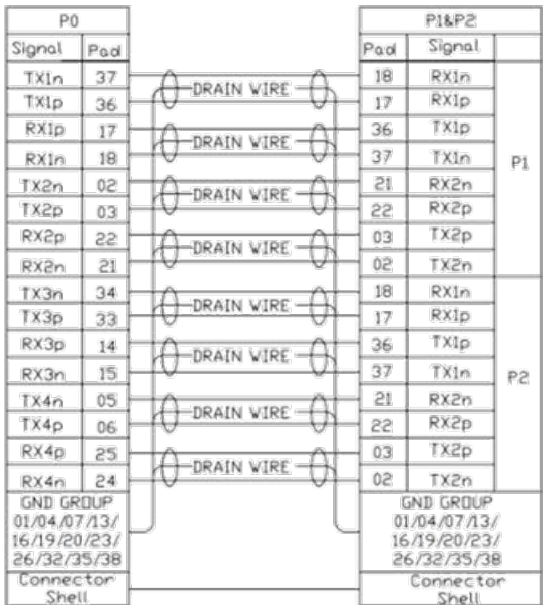 P0 P1&P2
Signal Pad Pad Signal
TX1n 37 18 RX1n P1
DRAIN WIRE
TX1p 36 17 RX1p
RX1p 17 36 TX1p
DRAIN WIRE
RX1n 18 37 TX1n
TX2n 02 21 RX2n
DRAIN WIRE
TX2p 03 22 RX2p
RX2p 22 03 TX2p
DRAIN WIRE
RX2n 21 02 TX2n
TX3n 34 18 RX1n P2
DRAIN WIRE
TX3p 33 17 RX1p
RX3p 14 36 TX1p
DRAIN WIRE
RX3n 15 37 TX1n
TX4n 05 21 RX2n
DRAIN WIRE
TX4p 06 22 RX2p
RX4p 25 03 TX2p
DRAIN WIRE
RX4n 24 02 TX2n
GND GROUP GND GROUP
01/04/07/13/ 01/04/07/13/
16/19/20/23/ 16/19/20/23/
26/32/35/38 26/32/35/38
Connector Connector
Shell Shell